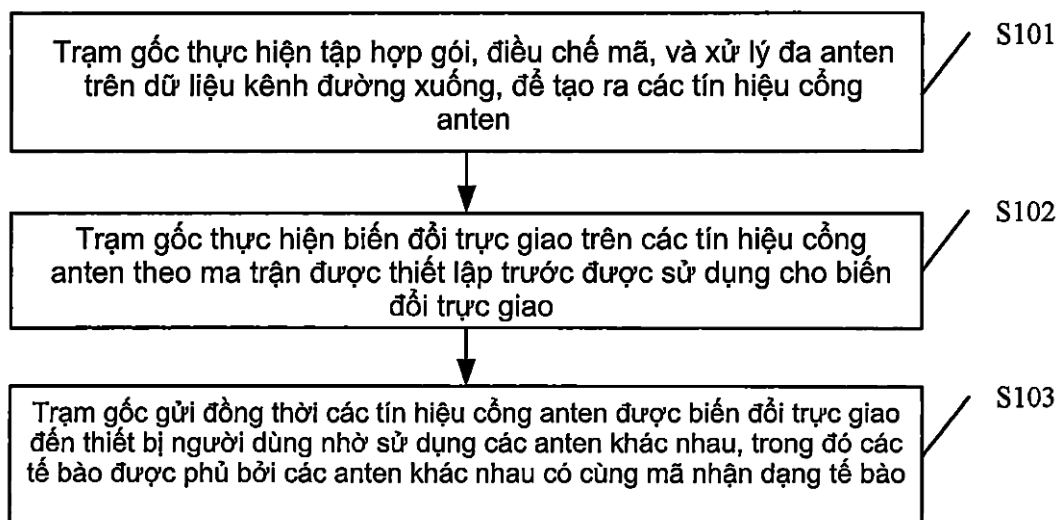 Trạm gốc thực hiện tập hợp gói, điều chế mã, và xử lý đa anten
trên dữ liệu kênh đường xuống, để tạo ra các tín hiệu cổng
anten
S101
Trạm gốc thực hiện biến đổi trực giao trên các tín hiệu cổng
anten theo ma trận được thiết lập trước được sử dụng cho biến
đổi trực giao
S102
Trạm gốc gửi đồng thời các tín hiệu cổng anten được biến đổi trực giao
đến thiết bị người dùng nhờ sử dụng các anten khác nhau, trong đó các
tế bào được phủ bởi các anten khác nhau có cùng mã nhận dạng tế bào
S103